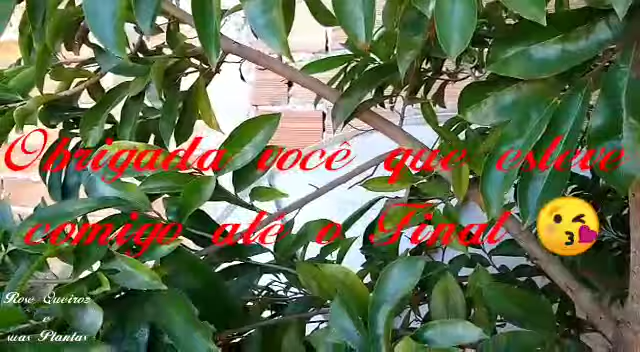 Obrigada você que esteve
comigo até o Final 😘
Rose Queiroz
e
suas Plantas